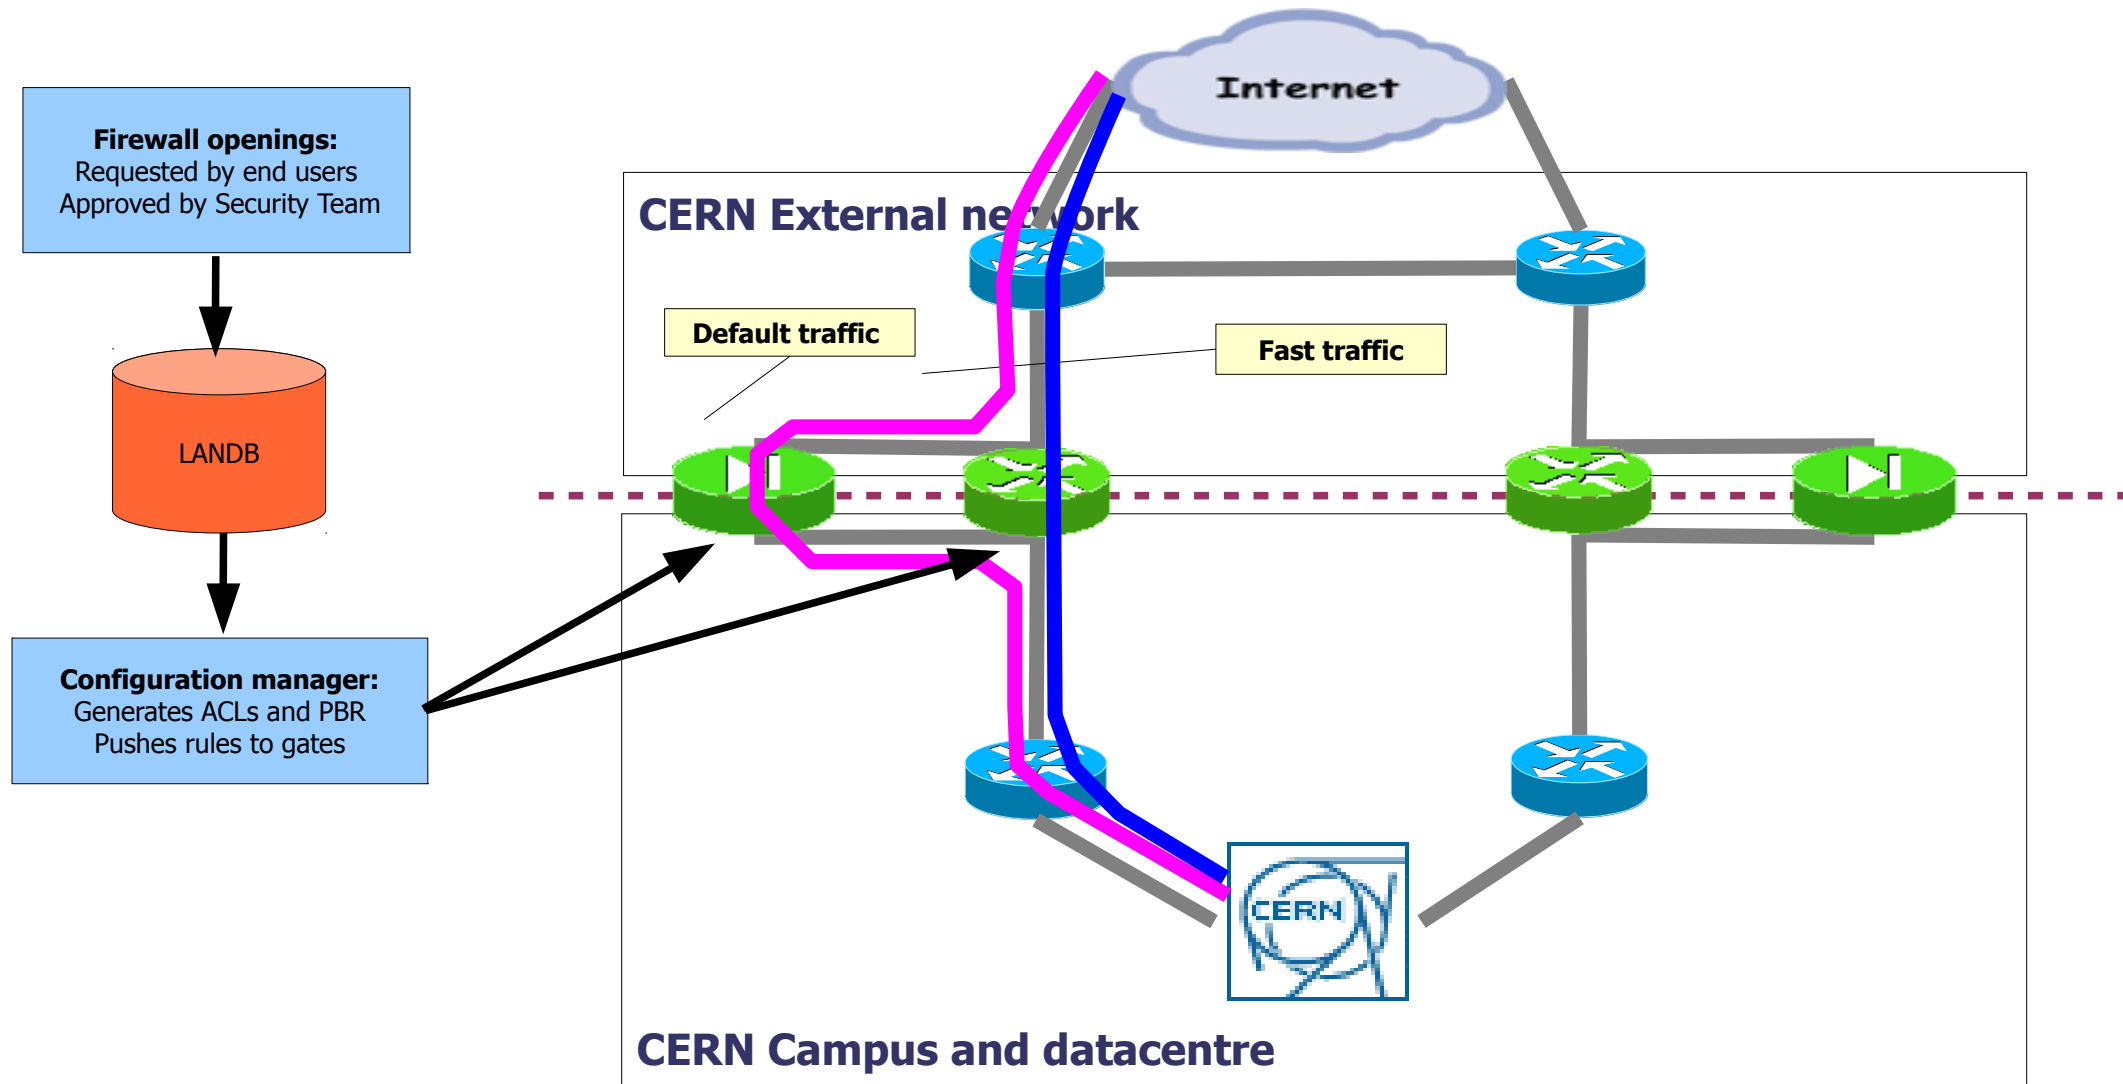 Internet
Firewall openings:
Requested by end users
Approved by Security Team
CERN External network
Default traffic
Fast traffic
LANDB
Configuration manager:
Generates ACLs and PBR
Pushes rules to gates
CERN
CERN Campus and datacentre